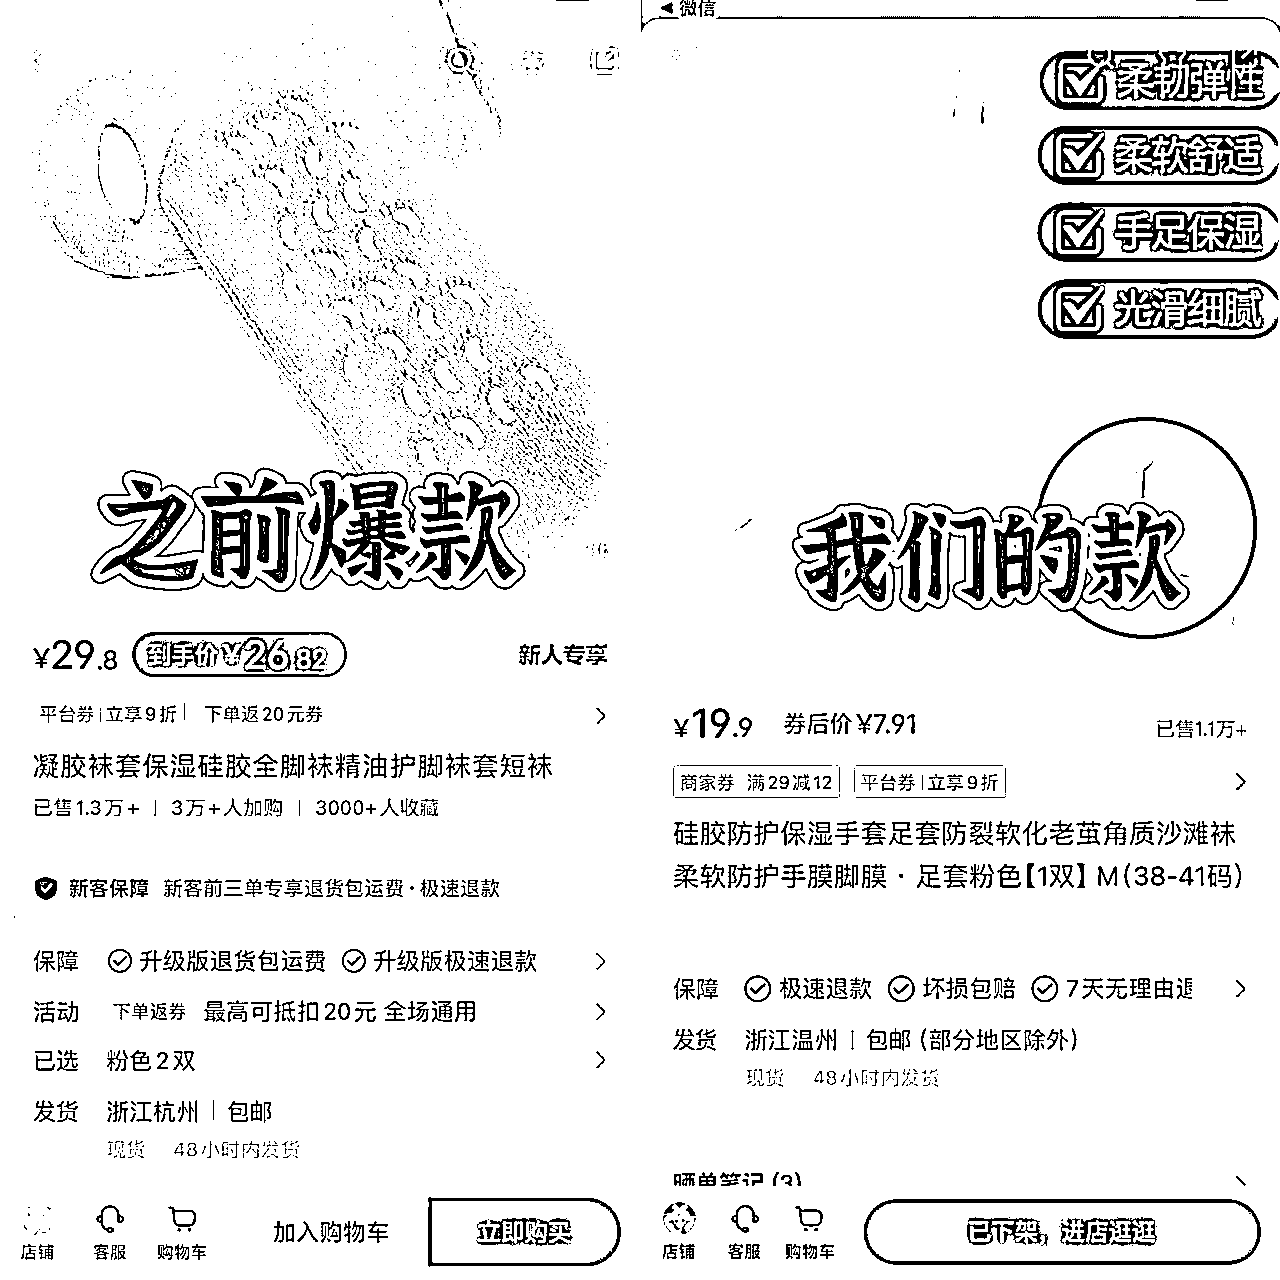 之前爆款
¥29.8 到手价¥26.82 新人专享
平台券|立享9折| 下单返20元券
凝胶袜套保湿硅胶全脚袜精油护脚袜套短袜
已售1.3万+ | 3万+人加购 | 3000+人收藏
新客保障 新客前三单专享退货包运费·极速退款
保障 升级版退货包运费 升级版极速退款
活动 下单返券 最高可抵扣20元 全场通用
已选 粉色2双
发货 浙江杭州 | 包邮
现货 48小时内发货
店铺 客服 购物车 加入购物车 立即购买
微信
柔韧弹性
柔软舒适
手足保湿
光滑细腻
我们的款
¥19.9 券后价¥7.91 已售1.1万+
商家券 满29减12 平台券|立享9折
硅胶防护保湿手套足套防裂软化老茧角质沙滩袜
柔软防护手膜脚膜·足套粉色【1双】M(38-41码)
保障 极速退款 坏损包赔 7天无理由退
发货 浙江温州 | 包邮 (部分地区除外)
现货 48小时内发货
晒单笔记 (3)
店铺 客服 购物车 已下架，进店逛逛